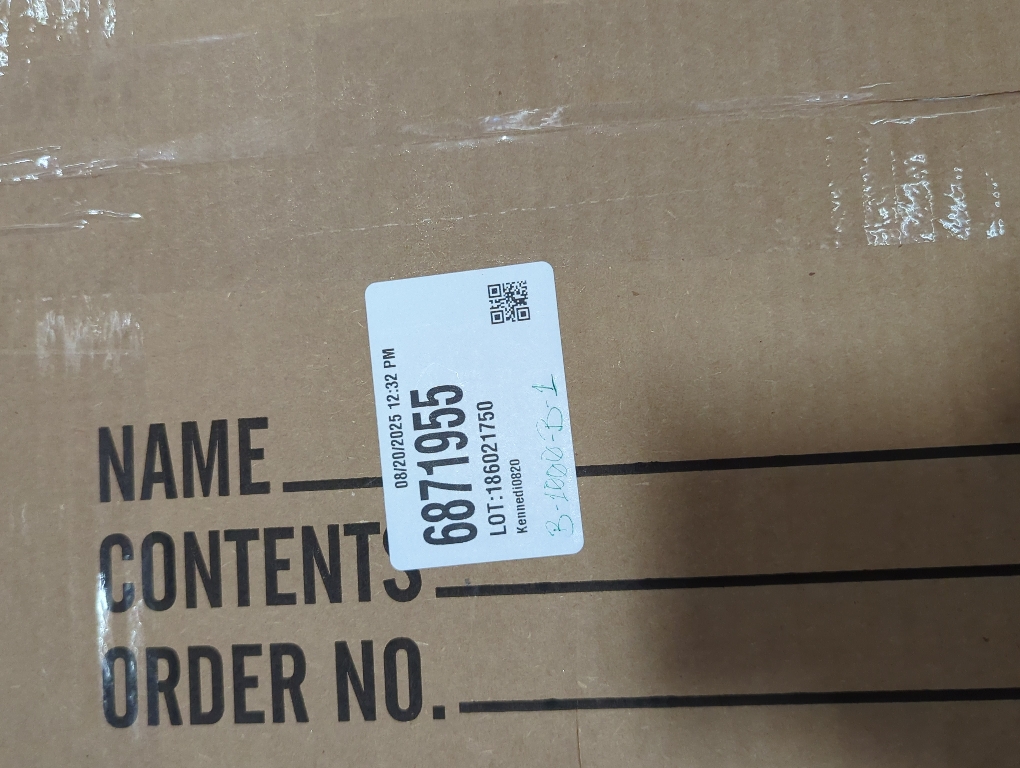 08/20/2025 12:32 PM
6871955
LOT:186021750
Kennedi0820
B-1000-B-1
NAME
CONTENTS
ORDER NO.